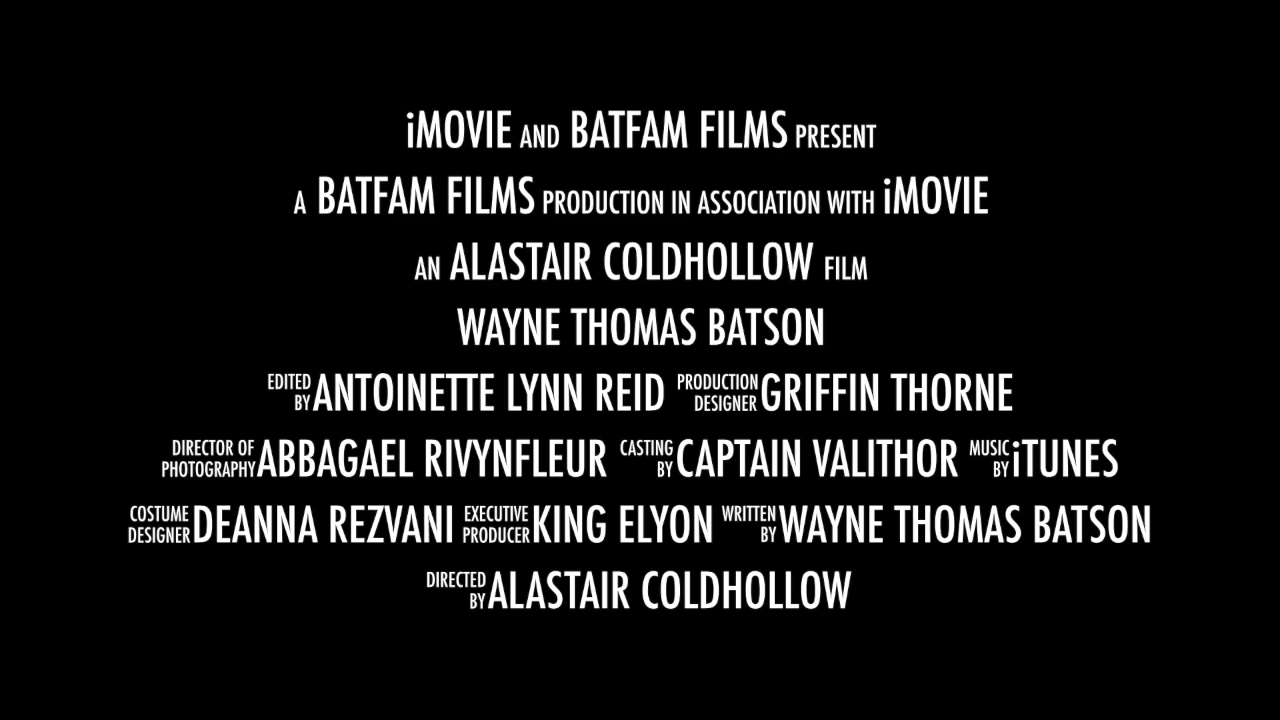 iMOVIE AND BATFAM FILMS PRESENT
A BATFAM FILMS PRODUCTION IN ASSOCIATION WITH iMOVIE
AN ALASTAIR COLDHOLLOW FILM
WAYNE THOMAS BATSON
EDITED BY ANTOINETTE LYNN REID PRODUCTION DESIGNER GRIFFIN THORNE
DIRECTOR OF PHOTOGRAPHY ABBAGAEL RIVYNFLEUR CASTING BY CAPTAIN VALITHOR MUSIC BY iTUNES
COSTUME DESIGNER DEANNA REZVANI EXECUTIVE PRODUCER KING ELYON WRITTEN BY WAYNE THOMAS BATSON
DIRECTED BY ALASTAIR COLDHOLLOW